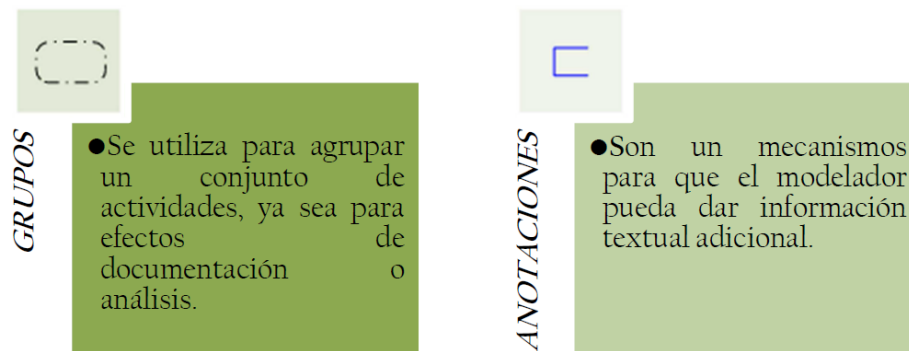 GRUPOS
●Se utiliza para agrupar
un conjunto de
actividades, ya sea para
efectos de
documentación o
análisis.
ANOTACIONES
●Son un mecanismos
para que el modelador
pueda dar información
textual adicional.